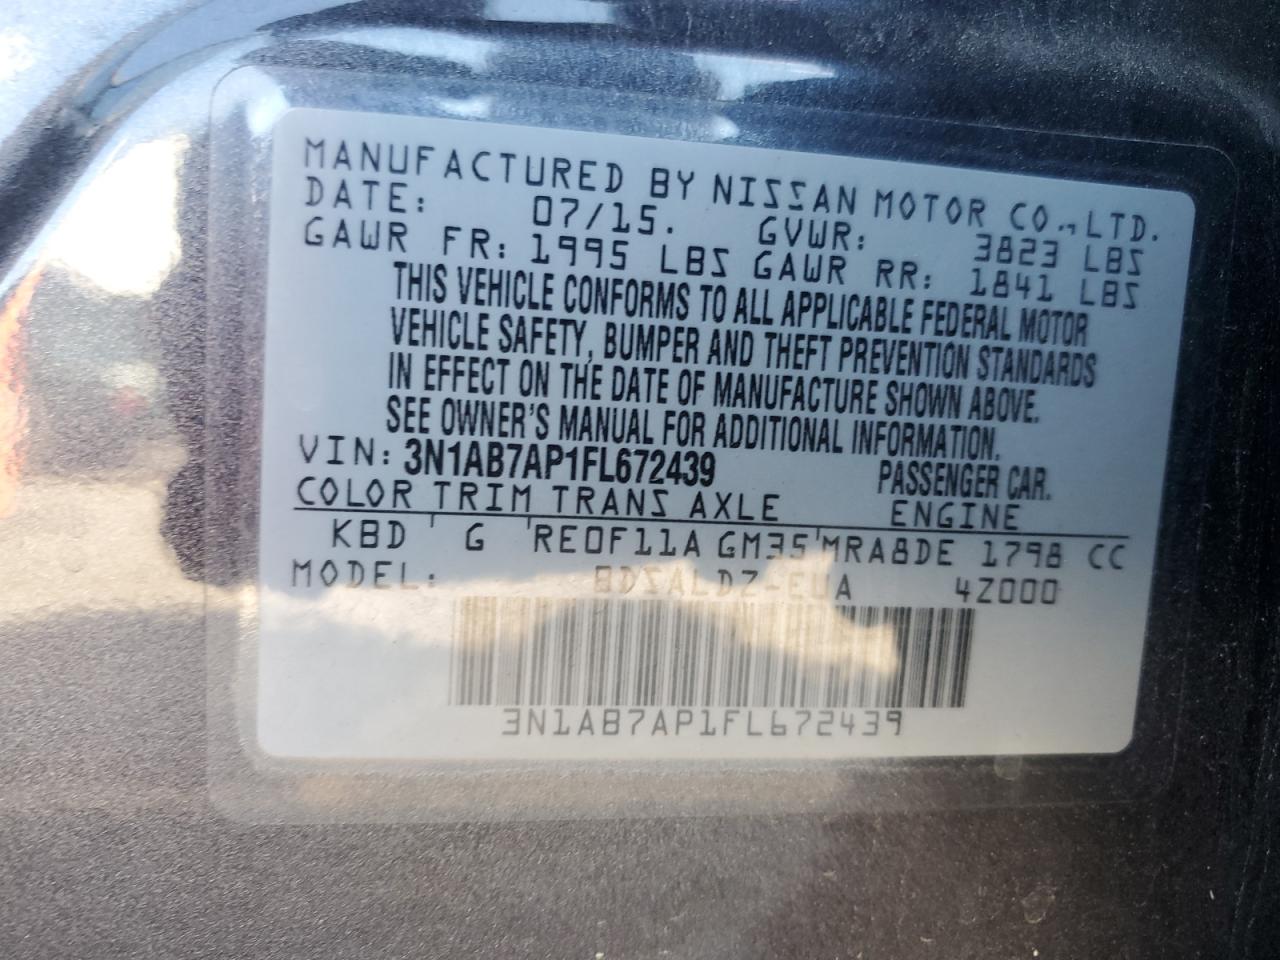 MANUFACTURED BY NISSAN MOTOR CO.,LTD.
DATE: 07/15. GVWR: 3823 LBS
GAWR FR: 1995 LBS GAWR RR: 1841 LBS
THIS VEHICLE CONFORMS TO ALL APPLICABLE FEDERAL MOTOR
VEHICLE SAFETY, BUMPER AND THEFT PREVENTION STANDARDS
IN EFFECT ON THE DATE OF MANUFACTURE SHOWN ABOVE.
SEE OWNER'S MANUAL FOR ADDITIONAL INFORMATION.
VIN: 3N1AB7AP1FL672439 PASSENGER CAR.
COLOR TRIM TRANS AXLE ENGINE
KBD G RE0F11A GM35 MRA8DE 1798 CC
MODEL: BDSALDZ-EUA 4Z000
3N1AB7AP1FL672439